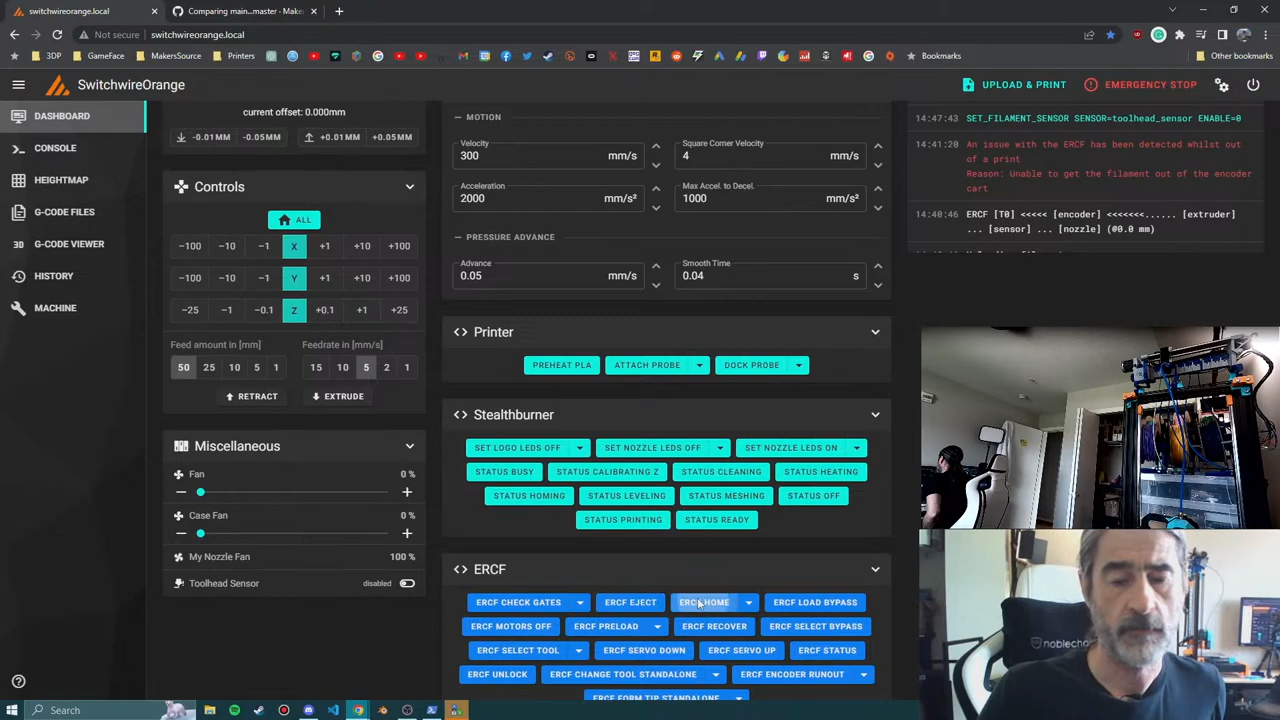 switchwireorange.local
Comparing main...master · Make
Not secure
switchwireorange.local
3DP
GameFace
MakersSource
Printers
Bookmarks
Other bookmarks
SwitchwireOrange
UPLOAD & PRINT
EMERGENCY STOP
DASHBOARD
CONSOLE
HEIGHTMAP
G-CODE FILES
G-CODE VIEWER
HISTORY
MACHINE
current offset: 0.000mm
-0.01MM
-0.05MM
+0.01MM
+0.05MM
Controls
ALL
−100
−10
−1
X
+1
+10
+100
−100
−10
−1
Y
+1
+10
+100
−25
−1
−0.1
Z
+0.1
+1
+25
Feed amount in [mm]
50
25
10
5
1
Feedrate in [mm/s]
15
10
5
2
1
RETRACT
EXTRUDE
Miscellaneous
Fan
0 %
Case Fan
0 %
My Nozzle Fan
100 %
Toolhead Sensor
disabled
MOTION
Velocity
300
mm/s
Square Corner Velocity
4
mm/s
Acceleration
2000
mm/s²
Max Accel. to Decel.
1000
mm/s²
PRESSURE ADVANCE
Advance
0.05
mm/s
Smooth Time
0.04
s
Printer
PREHEAT PLA
ATTACH PROBE
DOCK PROBE
Stealthburner
SET LOGO LEDS OFF
SET NOZZLE LEDS OFF
SET NOZZLE LEDS ON
STATUS BUSY
STATUS CALIBRATING Z
STATUS CLEANING
STATUS HEATING
STATUS HOMING
STATUS LEVELING
STATUS MESHING
STATUS OFF
STATUS PRINTING
STATUS READY
ERCF
ERCF CHECK GATES
ERCF EJECT
ERCF HOME
ERCF LOAD BYPASS
ERCF MOTORS OFF
ERCF PRELOAD
ERCF RECOVER
ERCF SELECT BYPASS
ERCF SELECT TOOL
ERCF SERVO DOWN
ERCF SERVO UP
ERCF STATUS
ERCF UNLOCK
ERCF CHANGE TOOL STANDALONE
ERCF ENCODER RUNOUT
ERCF FORM TIP STANDALONE
14:47:43
SET_FILAMENT_SENSOR SENSOR=toolhead_sensor ENABLE=0
14:41:20
An issue with the ERCF has been detected whilst out
of a print
Reason: Unable to get the filament out of the encoder
cart
14:40:46
ERCF [T0] <<<<< [encoder] <<<<<<<...... [extruder]
... [sensor] ... [nozzle] (@0.0 mm)
noblechairs
Search